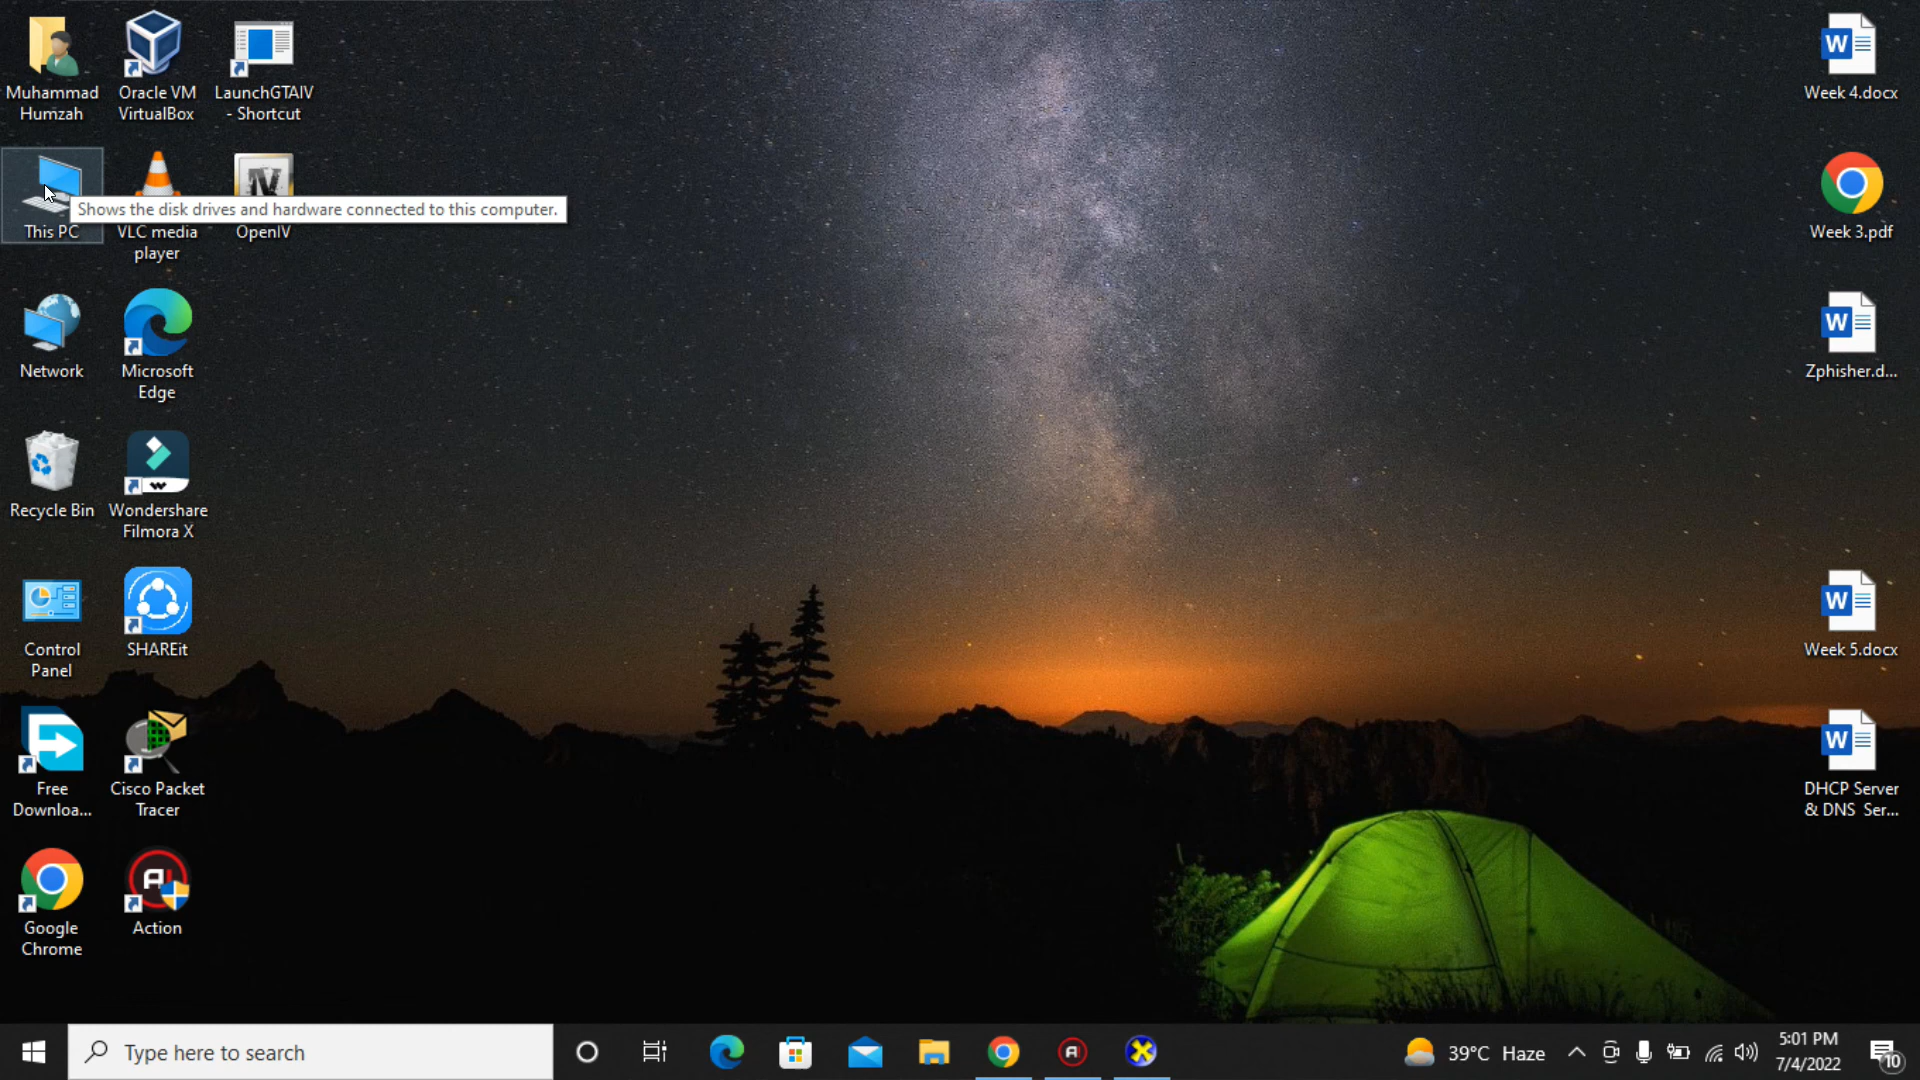 Muhammad
Humzah
Oracle VM
VirtualBox
LaunchGTAIV
- Shortcut
This PC
Shows the disk drives and hardware connected to this computer.
VLC media
player
OpenIV
Network
Microsoft
Edge
Recycle Bin
Wondershare
Filmora X
Control
Panel
SHAREit
Free
Downloa...
Cisco Packet
Tracer
Google
Chrome
Action
Week 4.docx
Week 3.pdf
Zphisher.d...
Week 5.docx
DHCP Server
& DNS Ser...
Type here to search
39°C Haze
5:01 PM
7/4/2022
10